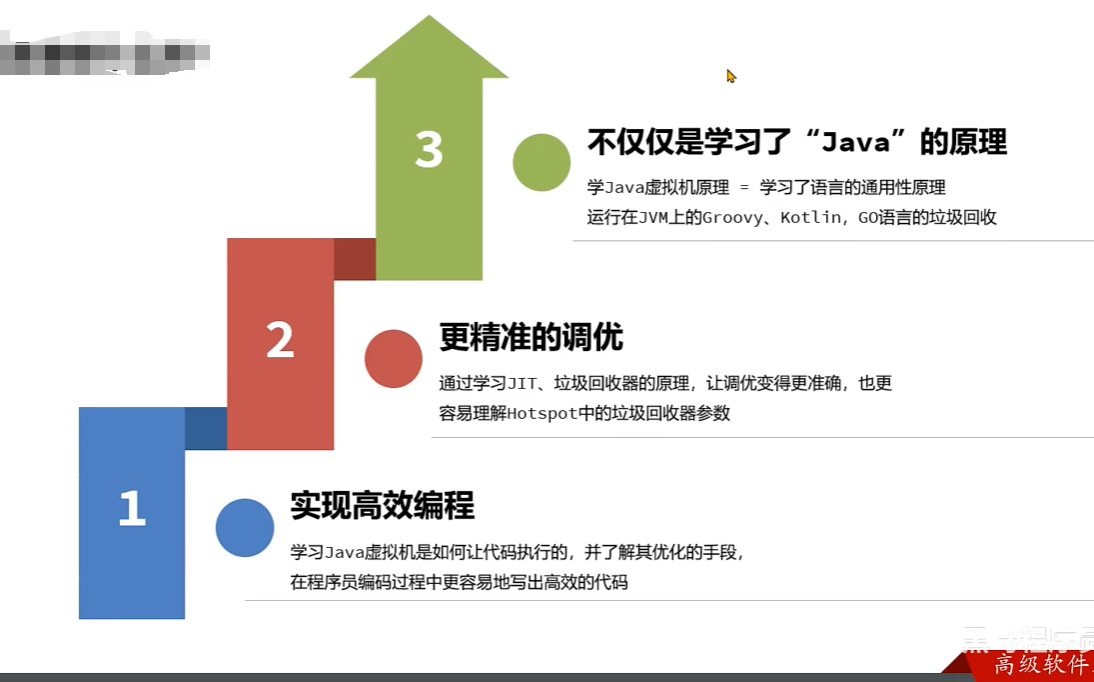 3
不仅仅是学习了“Java”的原理
学Java虚拟机原理 = 学习了语言的通用性原理
运行在JVM上的Groovy、Kotlin，GO语言的垃圾回收
2
更精准的调优
通过学习JIT、垃圾回收器的原理，让调优变得更准确，也更
容易理解Hotspot中的垃圾回收器参数
1
实现高效编程
学习Java虚拟机是如何让代码执行的，并了解其优化的手段，
在程序员编码过程中更容易地写出高效的代码
高级软件